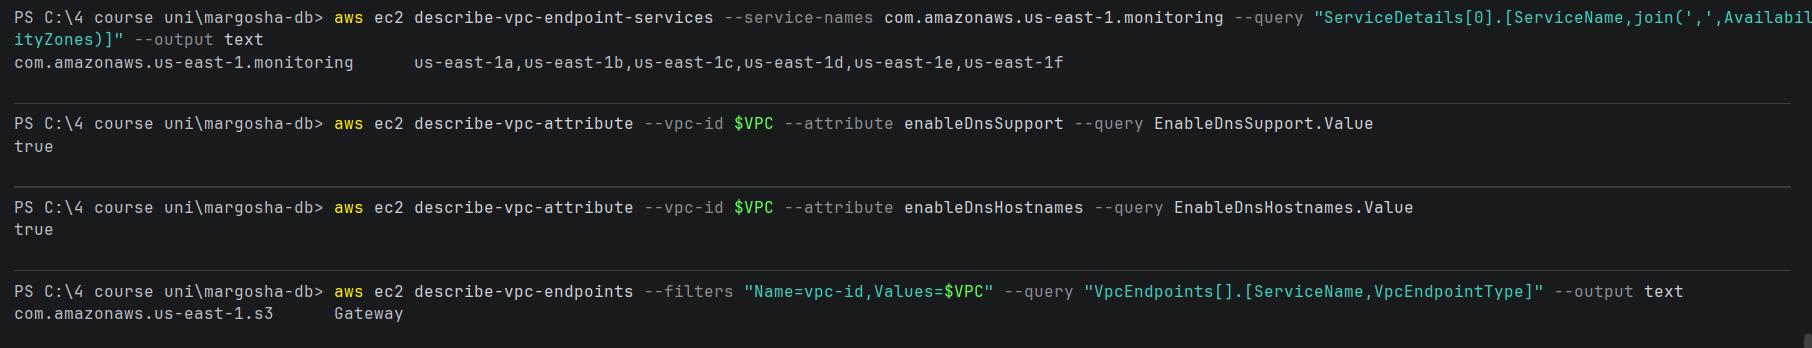 PS C:\4 course uni\margosha-db> aws ec2 describe-vpc-endpoint-services --service-names com.amazonaws.us-east-1.monitoring --query "ServiceDetails[0].[ServiceName,join(',',Availabil
ityZones)]" --output text
com.amazonaws.us-east-1.monitoring      us-east-1a,us-east-1b,us-east-1c,us-east-1d,us-east-1e,us-east-1f
PS C:\4 course uni\margosha-db> aws ec2 describe-vpc-attribute --vpc-id $VPC --attribute enableDnsSupport --query EnableDnsSupport.Value
true
PS C:\4 course uni\margosha-db> aws ec2 describe-vpc-attribute --vpc-id $VPC --attribute enableDnsHostnames --query EnableDnsHostnames.Value
true
PS C:\4 course uni\margosha-db> aws ec2 describe-vpc-endpoints --filters "Name=vpc-id,Values=$VPC" --query "VpcEndpoints[].[ServiceName,VpcEndpointType]" --output text
com.amazonaws.us-east-1.s3      Gateway